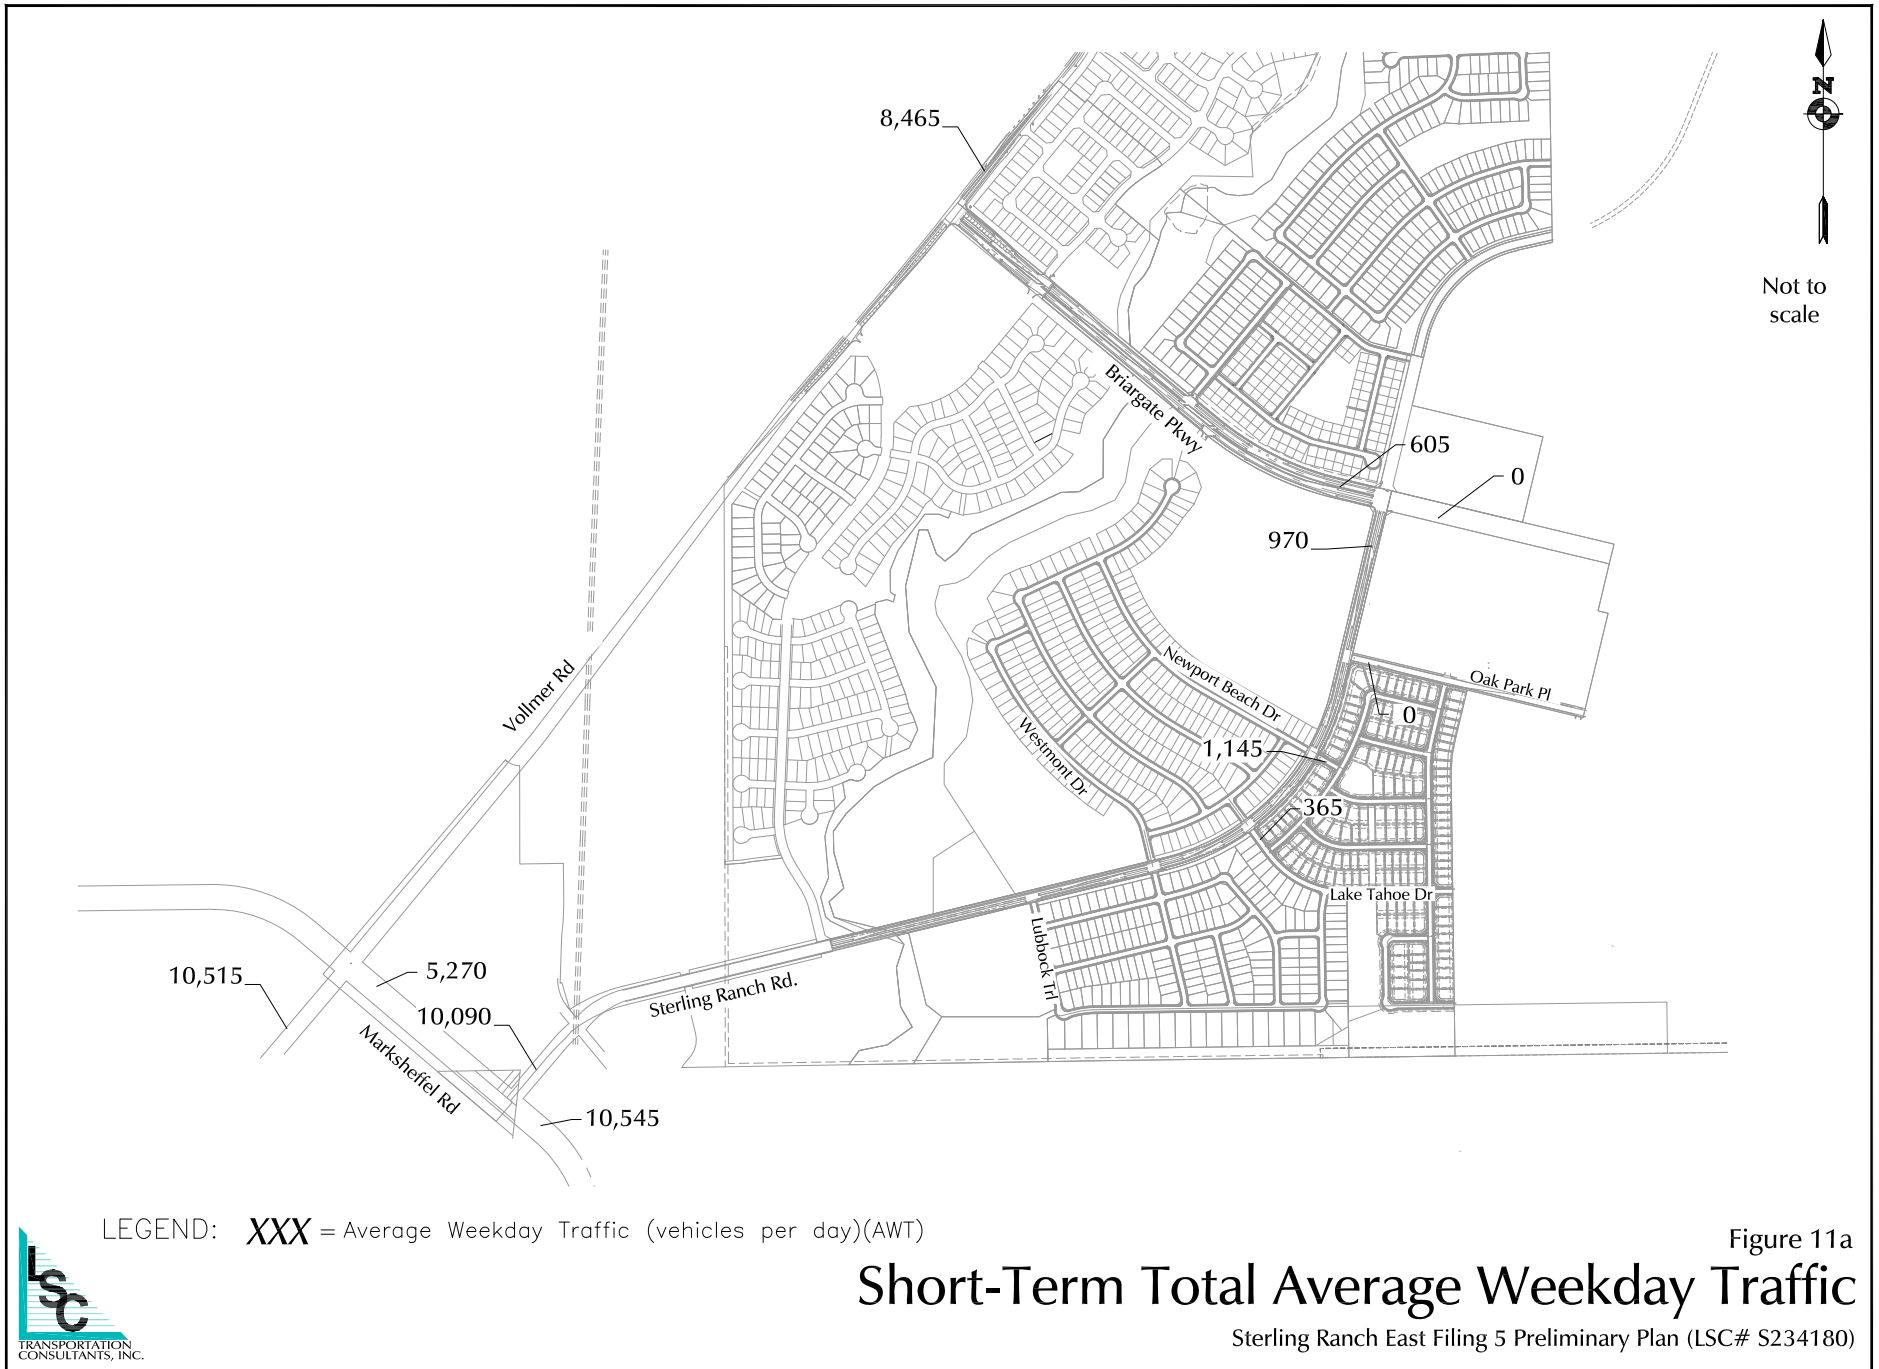 8,465
N
Not to
scale
Briargate Pkwy
605
0
970
Newport Beach Dr
Oak Park Pl
Vollmer Rd
0
1,145
Westmont Dr
365
Lake Tahoe Dr
Lubbock Trl
5,270
10,515
Sterling Ranch Rd.
10,090
Marksheffel Rd
10,545
LEGEND: XXX = Average Weekday Traffic (vehicles per day)(AWT)
Figure 11a
Short-Term Total Average Weekday Traffic
Sterling Ranch East Filing 5 Preliminary Plan (LSC# S234180)
LSC
TRANSPORTATION
CONSULTANTS, INC.